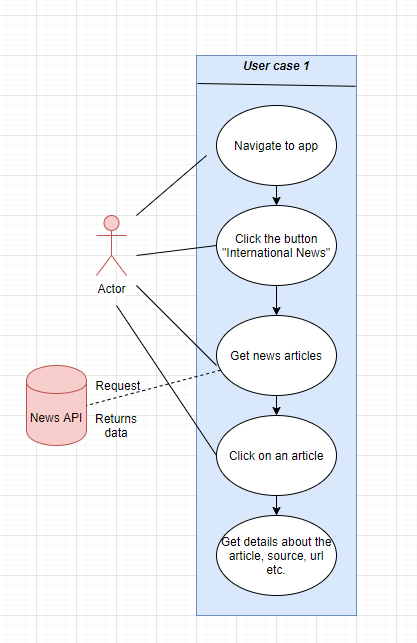 User case 1
Navigate to app
Click the button
"International News"
Actor
Get news articles
Request
News API
Returns
data
Click on an article
Get details about the
article, source, url
etc.